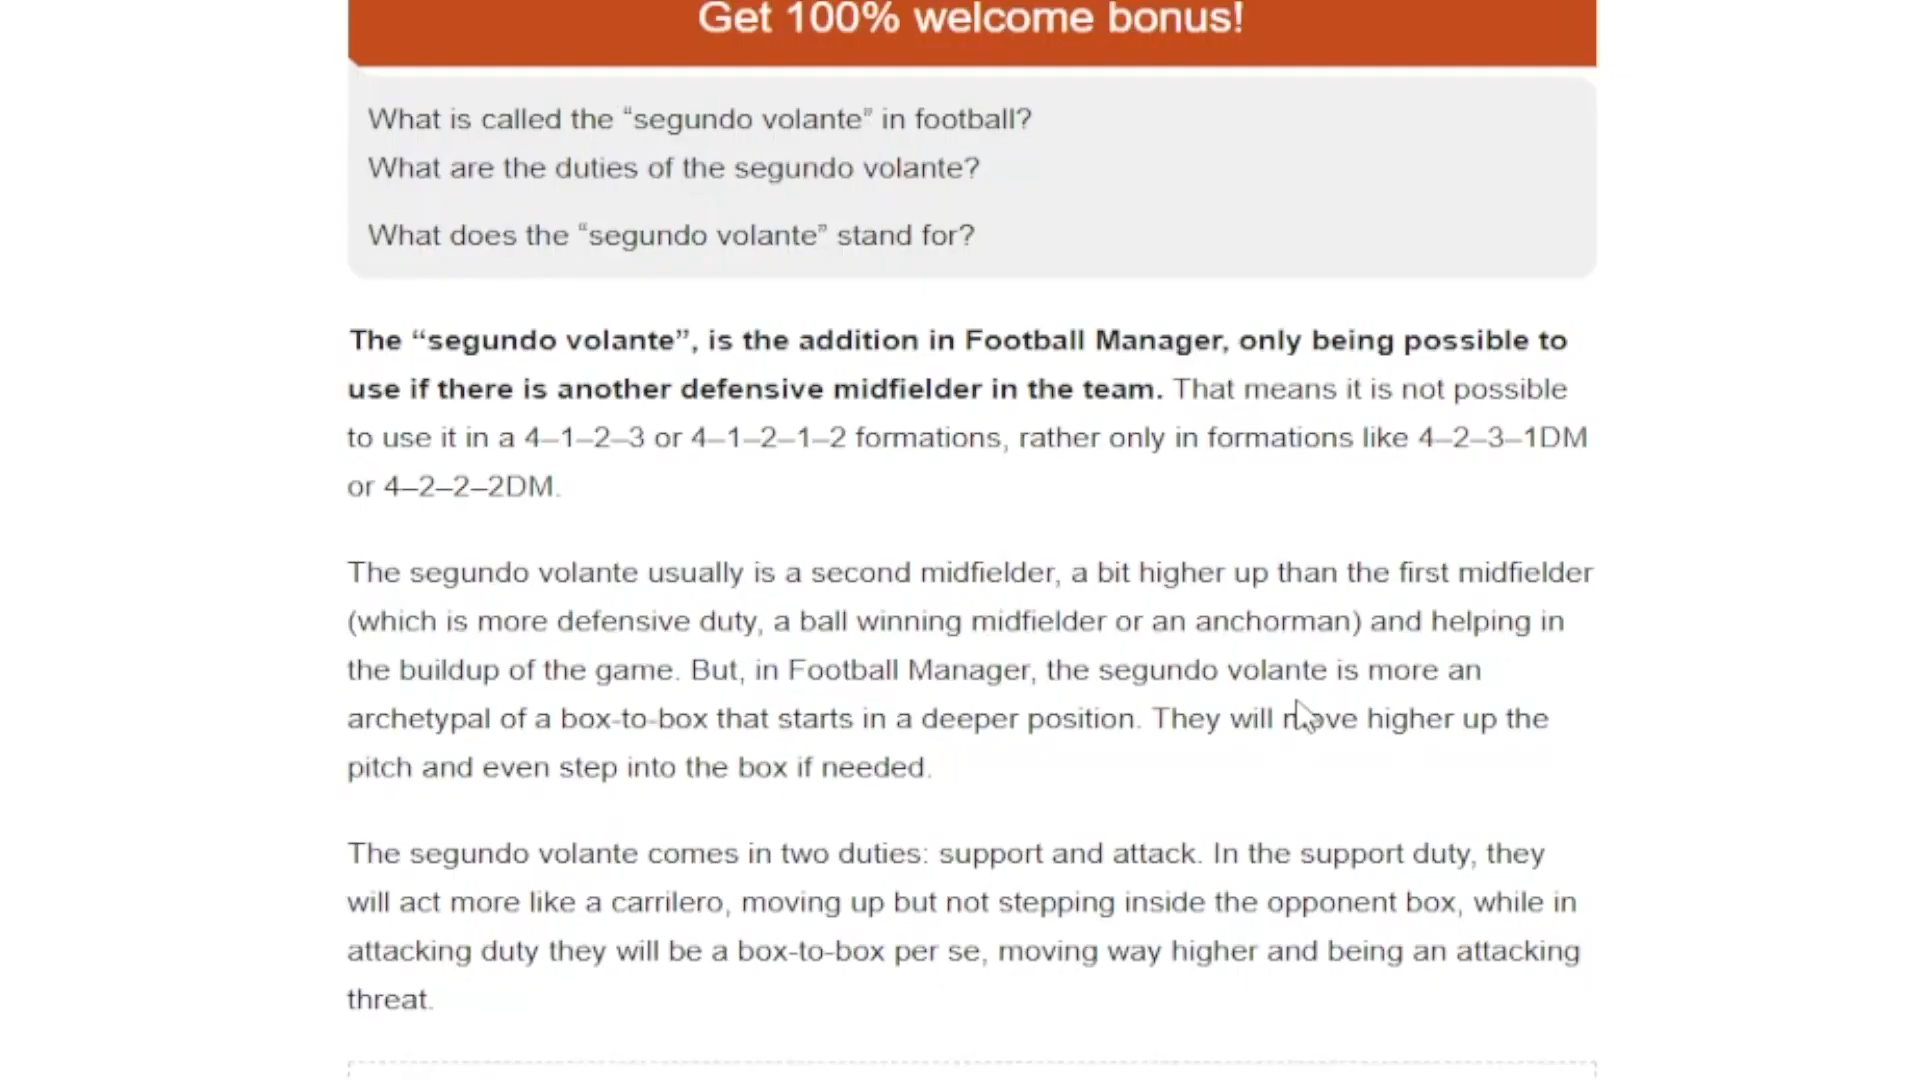 Get 100% welcome bonus!
What is called the “segundo volante” in football?
What are the duties of the segundo volante?
What does the “segundo volante” stand for?
The “segundo volante”, is the addition in Football Manager, only being possible to
use if there is another defensive midfielder in the team. That means it is not possible
to use it in a 4–1–2–3 or 4–1–2–1–2 formations, rather only in formations like 4–2–3–1DM
or 4–2–2–2DM.
The segundo volante usually is a second midfielder, a bit higher up than the first midfielder
(which is more defensive duty, a ball winning midfielder or an anchorman) and helping in
the buildup of the game. But, in Football Manager, the segundo volante is more an
archetypal of a box-to-box that starts in a deeper position. They will move higher up the
pitch and even step into the box if needed.
The segundo volante comes in two duties: support and attack. In the support duty, they
will act more like a carrilero, moving up but not stepping inside the opponent box, while in
attacking duty they will be a box-to-box per se, moving way higher and being an attacking
threat.